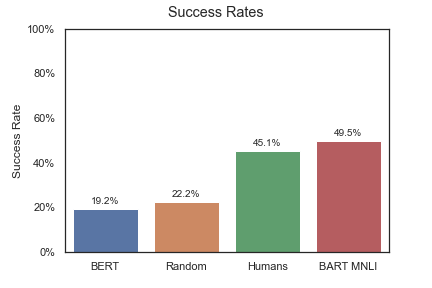 Success Rates
100%
80%
60%
40%
20%
0%
Success Rate
19.2%
22.2%
45.1%
49.5%
BERT
Random
Humans
BART MNLI